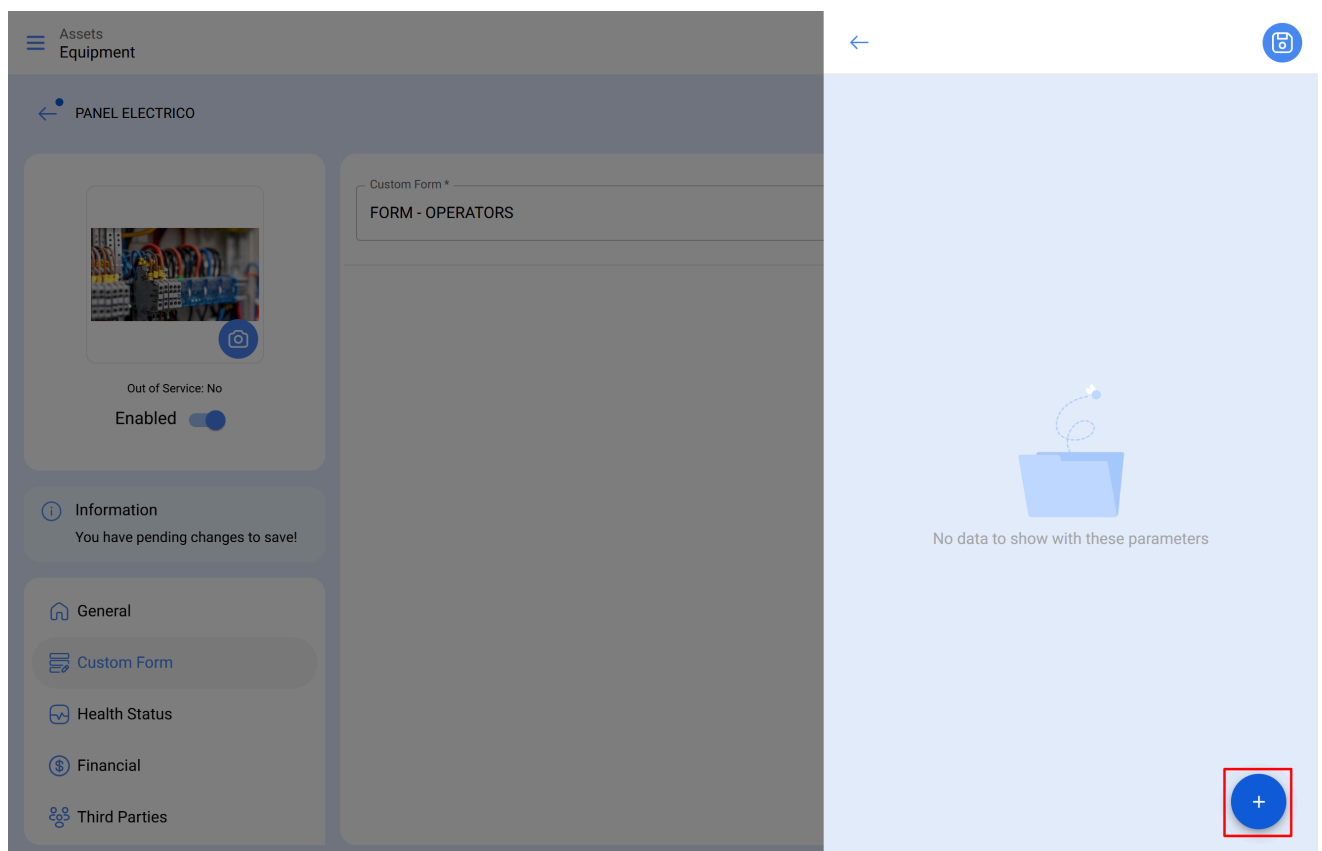 Assets
Equipment
PANEL ELECTRICO
Custom Form *
FORM - OPERATORS
Out of Service: No
Enabled
Information
You have pending changes to save!
General
Custom Form
Health Status
Financial
Third Parties
No data to show with these parameters